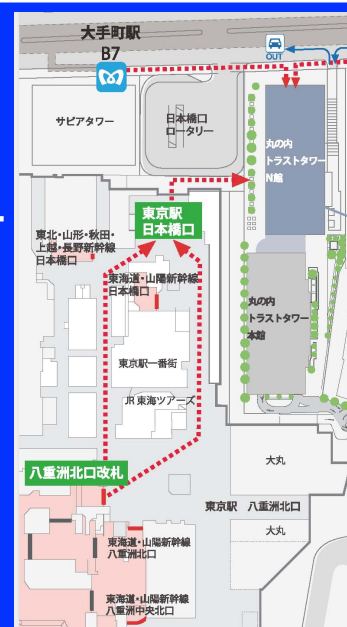 大手町駅
B7
OUT
サピアタワー
日本橋口
ロータリー
丸の内
トラストタワー
N館
東京駅
日本橋口
東北・山形・秋田・
上越・長野新幹線
日本橋口
東海道・山陽新幹線
日本橋口
丸の内
トラストタワー
本館
東京駅一番街
JR東海ツアーズ
八重洲北口改札
大丸
東京駅　八重洲北口
大丸
東海道・山陽新幹線
八重洲北口
東海道・山陽新幹線
八重洲中央北口